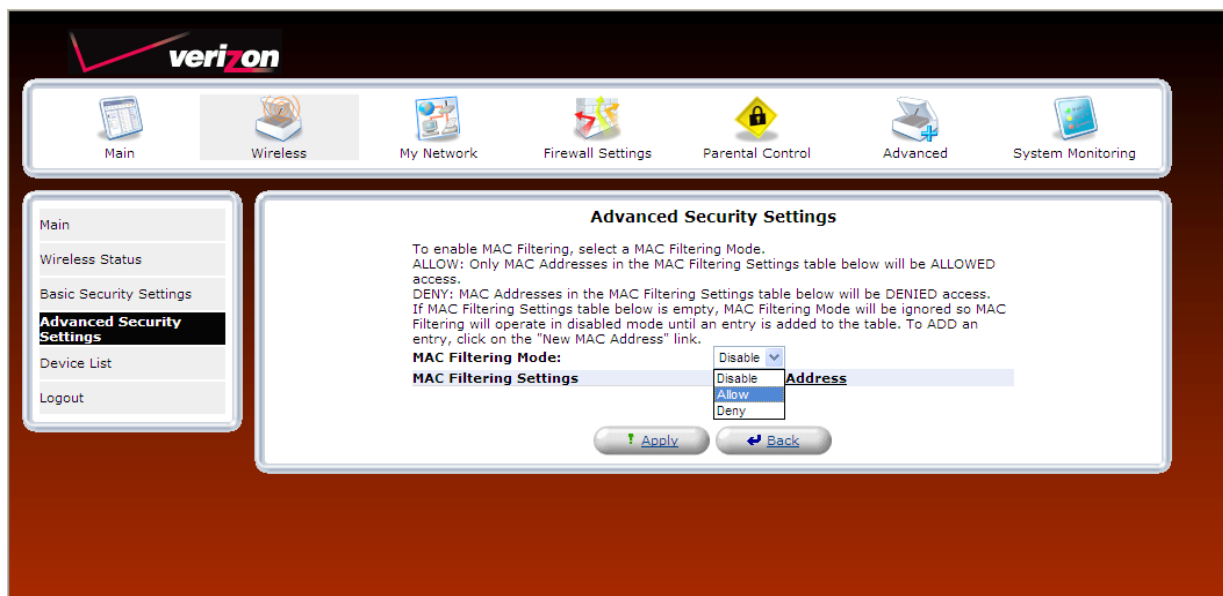 verizon
Main
Wireless
My Network
Firewall Settings
Parental Control
Advanced
System Monitoring
Main
Wireless Status
Basic Security Settings
Advanced Security
Settings
Device List
Logout
Advanced Security Settings
To enable MAC Filtering, select a MAC Filtering Mode.
ALLOW: Only MAC Addresses in the MAC Filtering Settings table below will be ALLOWED
access.
DENY: MAC Addresses in the MAC Filtering Settings table below will be DENIED access.
If MAC Filtering Settings table below is empty, MAC Filtering Mode will be ignored so MAC
Filtering will operate in disabled mode until an entry is added to the table. To ADD an
entry, click on the "New MAC Address" link.
MAC Filtering Mode: Disable
MAC Filtering Settings Address
Disable
Allow
Deny
Apply
Back